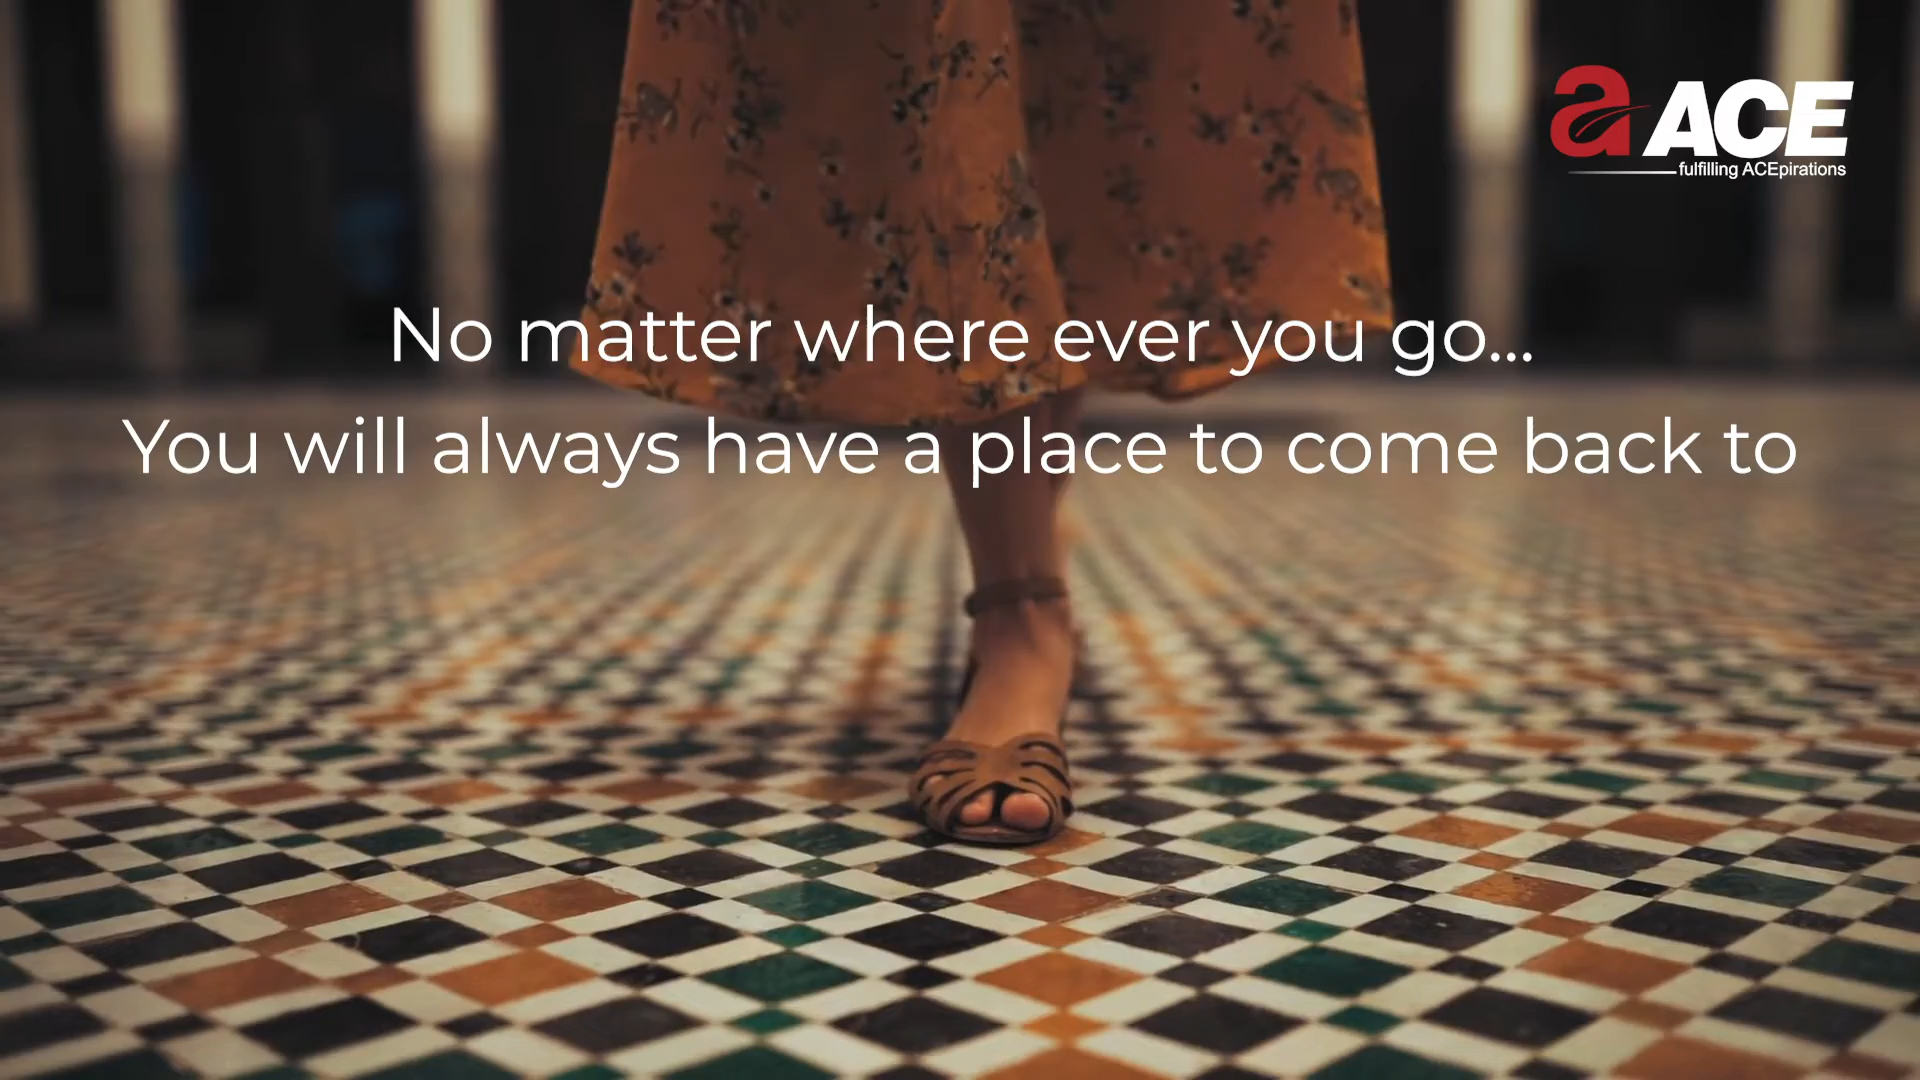 a ACE
fulfilling ACEpirations
No matter where ever you go...
You will always have a place to come back to